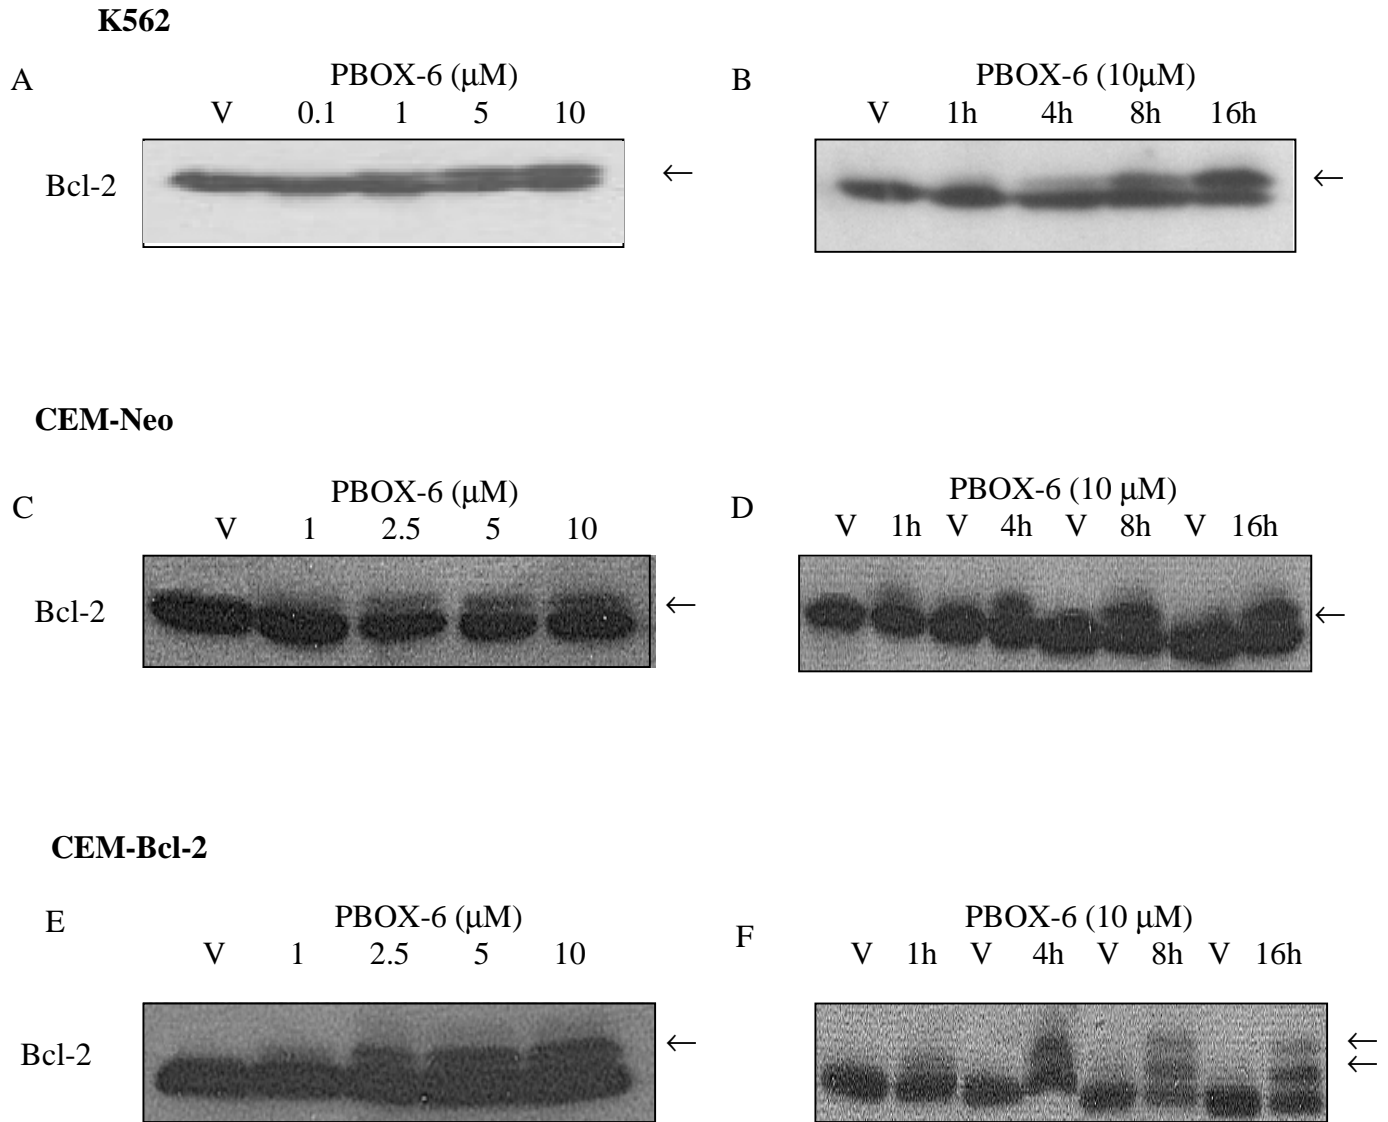 K562
A
PBOX-6 (μM)
V 0.1 1 5 10
Bcl-2
←
B
PBOX-6 (10μM)
V 1h 4h 8h 16h
←
CEM-Neo
C
PBOX-6 (μM)
V 1 2.5 5 10
Bcl-2
←
D
PBOX-6 (10 μM)
V 1h V 4h V 8h V 16h
←
CEM-Bcl-2
E
PBOX-6 (μM)
V 1 2.5 5 10
Bcl-2
←
F
PBOX-6 (10 μM)
V 1h V 4h V 8h V 16h
←
←